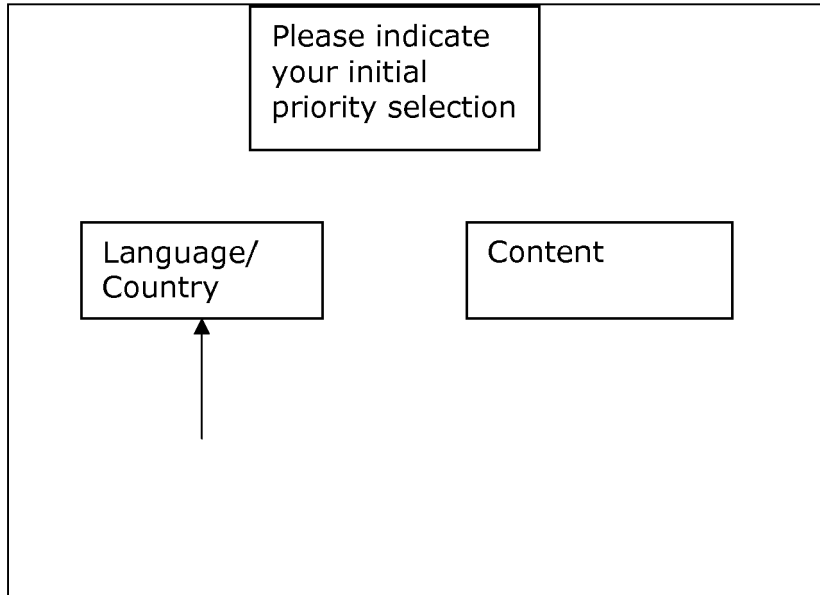 Please indicate
your initial
priority selection
Language/
Country
Content